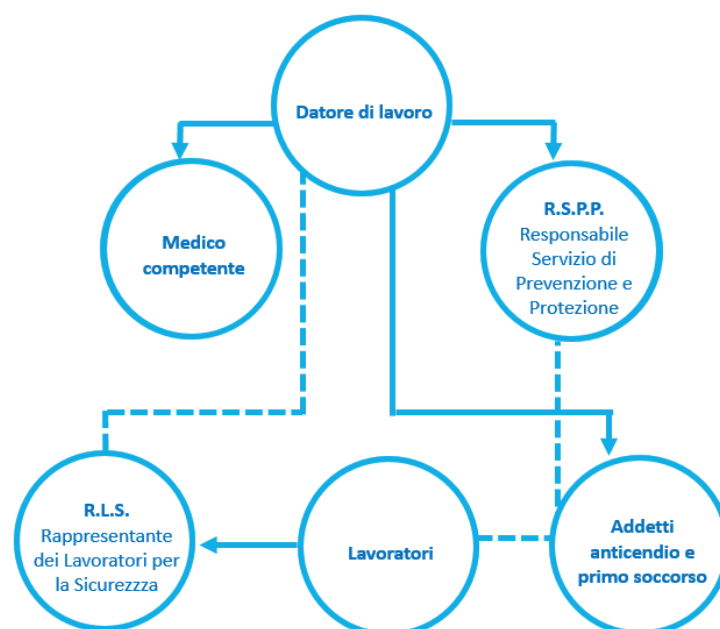 Datore di lavoro
Medico
competente
R.S.P.P.
Responsabile
Servizio di
Prevenzione e
Protezione
R.L.S.
Rappresentante
dei Lavoratori per
la Sicurezzza
Lavoratori
Addetti
anticendio e
primo soccorso